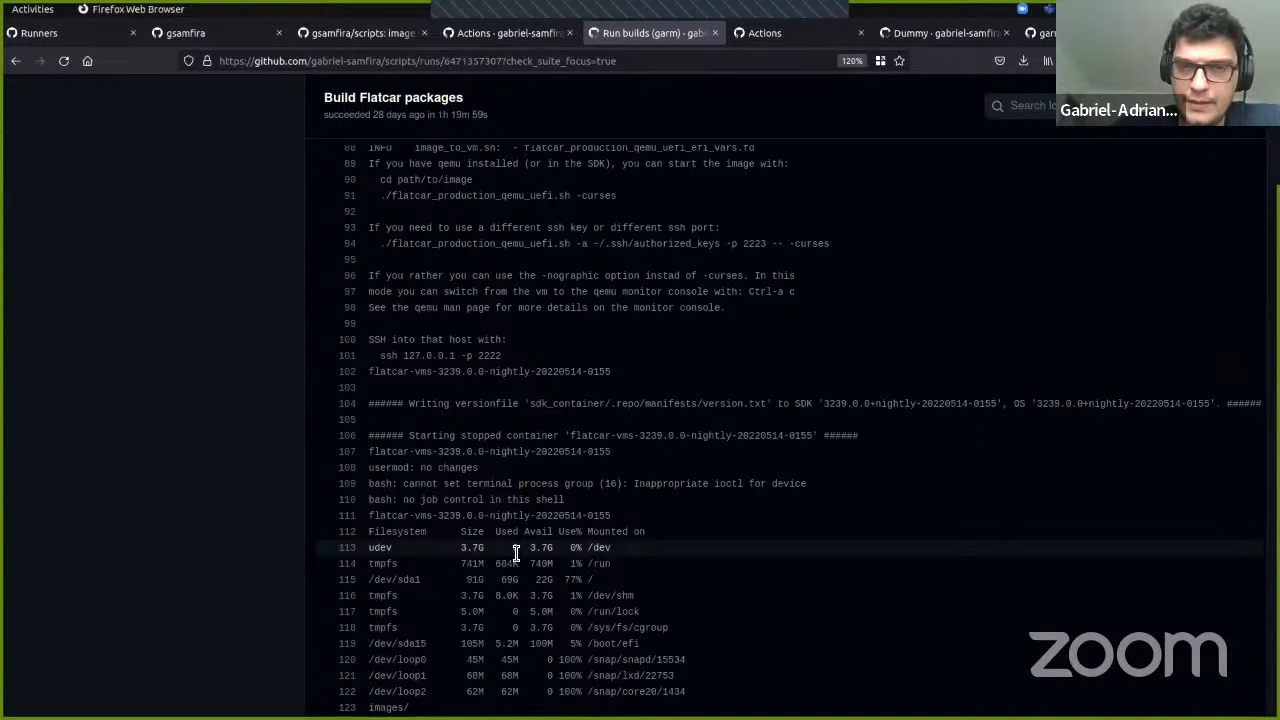 Activities
Firefox Web Browser
Runners
gsamfira
gsamfira/scripts: image
Actions · gabriel-samfira
Run builds (garm) · gab
Actions
Dummy · gabriel-samfira
https://github.com/gabriel-samfira/scripts/runs/6471357307?check_suite_focus=true
120%
Gabriel-Adrian...
Build Flatcar packages
succeeded 28 days ago in 1h 19m 59s
Search lo
88 INFO image_to_vm.sh: - flatcar_production_qemu_uefi_efi_vars.fd
89 If you have qemu installed (or in the SDK), you can start the image with:
90 cd path/to/image
91 ./flatcar_production_qemu_uefi.sh -curses
92
93 If you need to use a different ssh key or different ssh port:
94 ./flatcar_production_qemu_uefi.sh -a ~/.ssh/authorized_keys -p 2223 -- -curses
95
96 If you rather you can use the -nographic option instad of -curses. In this
97 mode you can switch from the vm to the qemu monitor console with: Ctrl-a c
98 See the qemu man page for more details on the monitor console.
99
100 SSH into that host with:
101 ssh 127.0.0.1 -p 2222
102 flatcar-vms-3239.0.0-nightly-20220514-0155
103
104 ###### Writing versionfile 'sdk_container/.repo/manifests/version.txt' to SDK '3239.0.0+nightly-20220514-0155', OS '3239.0.0+nightly-20220514-0155'. ######
105
106 ###### Starting stopped container 'flatcar-vms-3239.0.0-nightly-20220514-0155' ######
107 flatcar-vms-3239.0.0-nightly-20220514-0155
108 usermod: no changes
109 bash: cannot set terminal process group (16): Inappropriate ioctl for device
110 bash: no job control in this shell
111 flatcar-vms-3239.0.0-nightly-20220514-0155
112 Filesystem Size Used Avail Use% Mounted on
113 udev 3.7G 3.7G 0% /dev
114 tmpfs 741M 604K 740M 1% /run
115 /dev/sda1 91G 69G 22G 77% /
116 tmpfs 3.7G 8.0K 3.7G 1% /dev/shm
117 tmpfs 5.0M 0 5.0M 0% /run/lock
118 tmpfs 3.7G 0 3.7G 0% /sys/fs/cgroup
119 /dev/sda15 105M 5.2M 100M 5% /boot/efi
120 /dev/loop0 45M 45M 0 100% /snap/snapd/15534
121 /dev/loop1 68M 68M 0 100% /snap/lxd/22753
122 /dev/loop2 62M 62M 0 100% /snap/core20/1434
123 images/
zoom